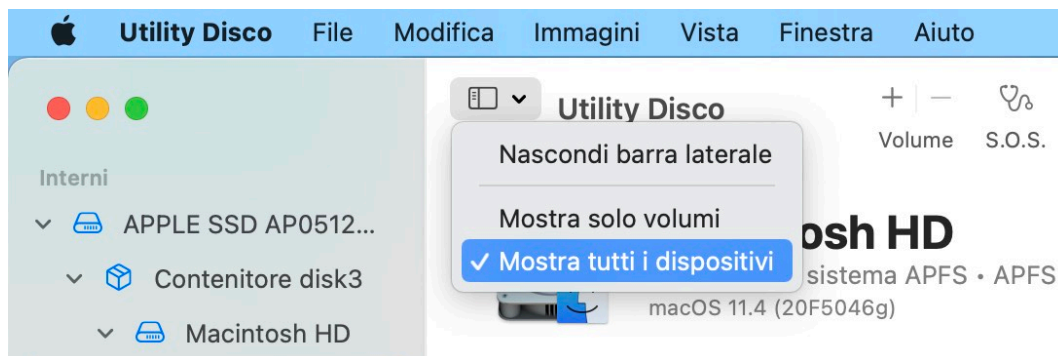 Utility Disco File Modifica Immagini Vista Finestra Aiuto
Utility Disco
Volume S.O.S.
Interni
Nascondi barra laterale
APPLE SSD AP0512...
Mostra solo volumi
osh HD
Mostra tutti i dispositivi
sistema APFS • APFS
Contenitore disk3
macOS 11.4 (20F5046g)
Macintosh HD